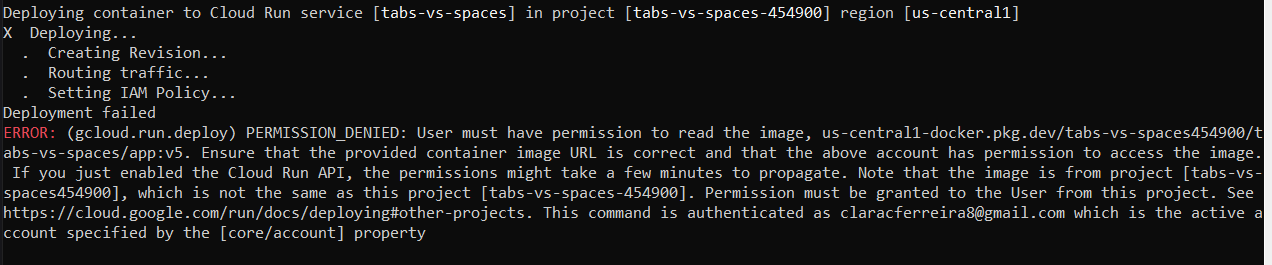 Deploying container to Cloud Run service [tabs-vs-spaces] in project [tabs-vs-spaces-454900] region [us-central1]
X  Deploying...
  .  Creating Revision...
  .  Routing traffic...
  .  Setting IAM Policy...
Deployment failed
ERROR: (gcloud.run.deploy) PERMISSION_DENIED: User must have permission to read the image, us-central1-docker.pkg.dev/tabs-vs-spaces454900/t
abs-vs-spaces/app:v5. Ensure that the provided container image URL is correct and that the above account has permission to access the image.
 If you just enabled the Cloud Run API, the permissions might take a few minutes to propagate. Note that the image is from project [tabs-vs-
spaces454900], which is not the same as this project [tabs-vs-spaces-454900]. Permission must be granted to the User from this project. See
https://cloud.google.com/run/docs/deploying#other-projects. This command is authenticated as claracferreira8@gmail.com which is the active a
ccount specified by the [core/account] property